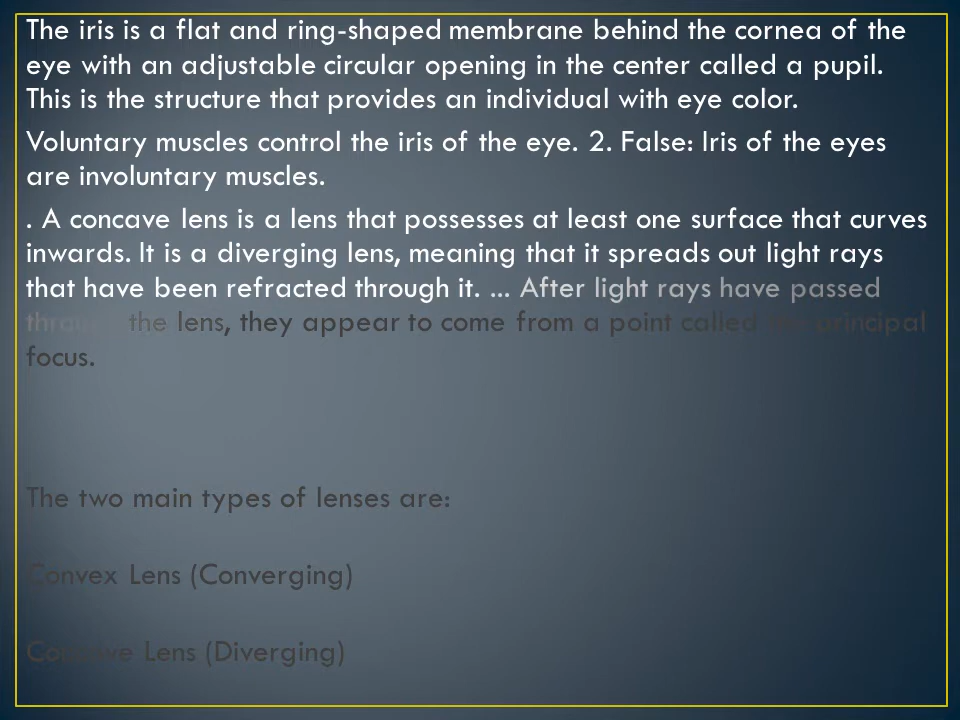 The iris is a flat and ring-shaped membrane behind the cornea of the
eye with an adjustable circular opening in the center called a pupil.
This is the structure that provides an individual with eye color.
Voluntary muscles control the iris of the eye. 2. False: Iris of the eyes
are involuntary muscles.
. A concave lens is a lens that possesses at least one surface that curves
inwards. It is a diverging lens, meaning that it spreads out light rays
that have been refracted through it. ... After light rays have passed
through the lens, they appear to come from a point called the principal
focus.
The two main types of lenses are:
Convex Lens (Converging)
Concave Lens (Diverging)